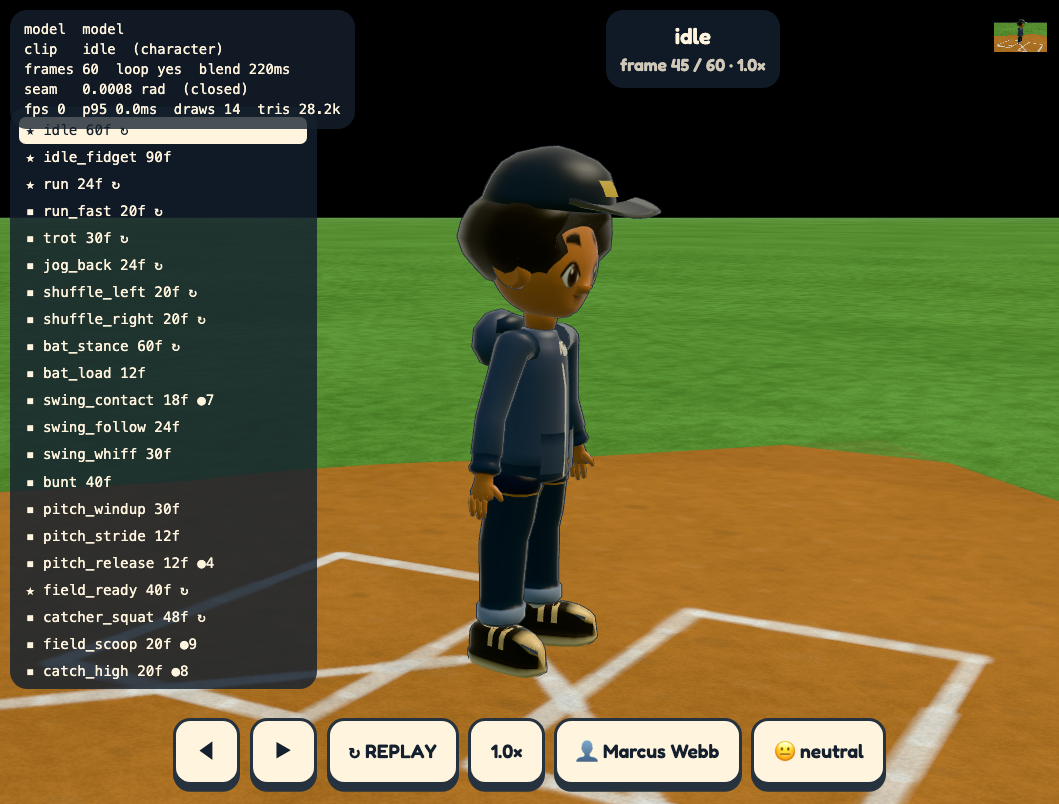 model model
clip idle (character)
frames 60 loop yes blend 220ms
seam 0.0008 rad (closed)
fps 0 p95 0.0ms draws 14 tris 28.2k
★ idle 60f ↻
★ idle_fidget 90f
★ run 24f ↻
▪ run_fast 20f ↻
▪ trot 30f ↻
▪ jog_back 24f ↻
▪ shuffle_left 20f ↻
▪ shuffle_right 20f ↻
▪ bat_stance 60f ↻
▪ bat_load 12f
▪ swing_contact 18f ●7
▪ swing_follow 24f
▪ swing_whiff 30f
▪ bunt 40f
▪ pitch_windup 30f
▪ pitch_stride 12f
▪ pitch_release 12f ●4
★ field_ready 40f ↻
▪ catcher_squat 48f ↻
▪ field_scoop 20f ●9
▪ catch_high 20f ●8
idle
frame 45 / 60 · 1.0×
◀ ▶ ↻ REPLAY 1.0× 👤 Marcus Webb 😐 neutral